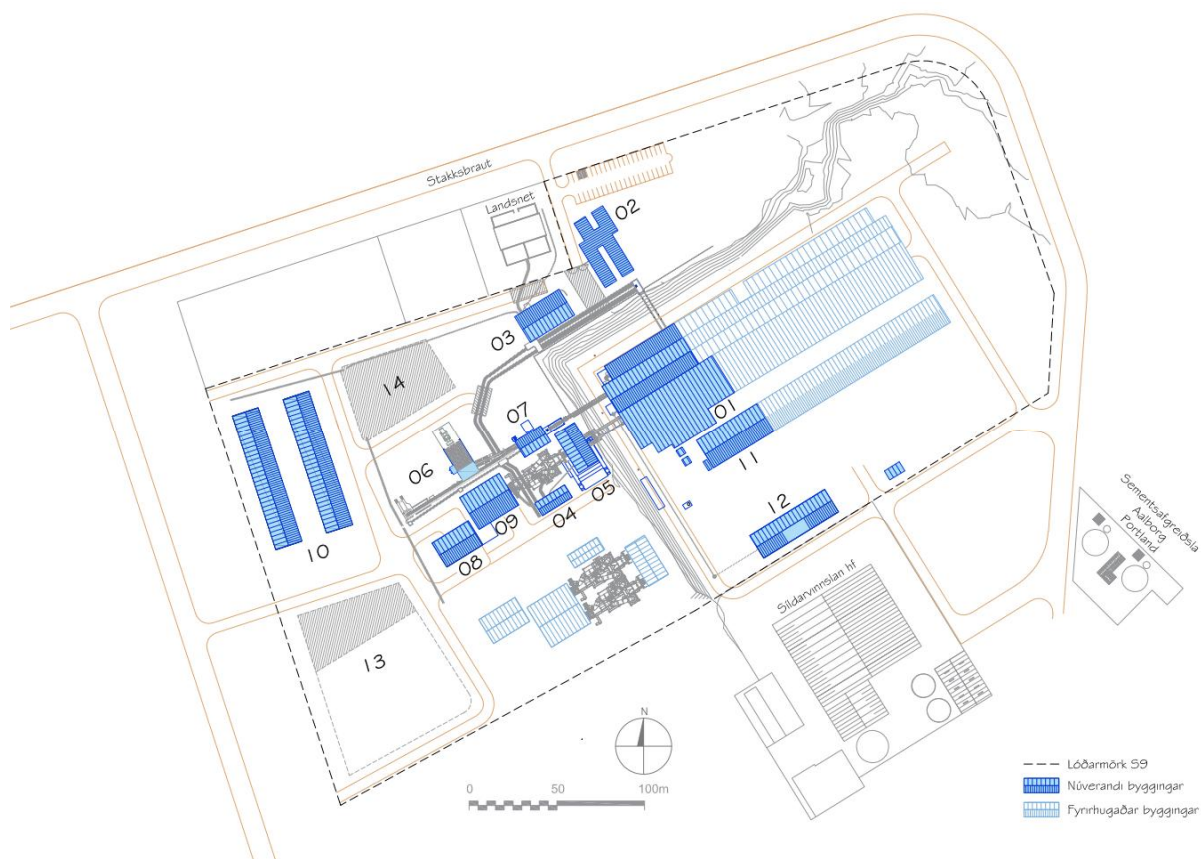 Stakksbraut
Landsnet
02
03
14
07
01
06
11
05
12
10
09
04
08
13
Sementsafgreiðsla
Aalborg
Portland
Síldarvinnslan hf
N
0 50 100m
Lóðarmörk S9
Núverandi byggingar
Fyrirhugaðar byggingar